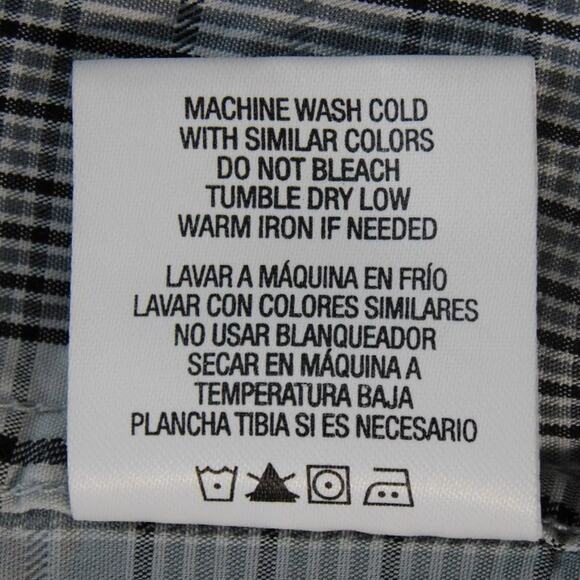 MACHINE WASH COLD
WITH SIMILAR COLORS
DO NOT BLEACH
TUMBLE DRY LOW
WARM IRON IF NEEDED
LAVAR A MÁQUINA EN FRÍO
LAVAR CON COLORES SIMILARES
NO USAR BLANQUEADOR
SECAR EN MÁQUINA A
TEMPERATURA BAJA
PLANCHA TIBIA SI ES NECESARIO